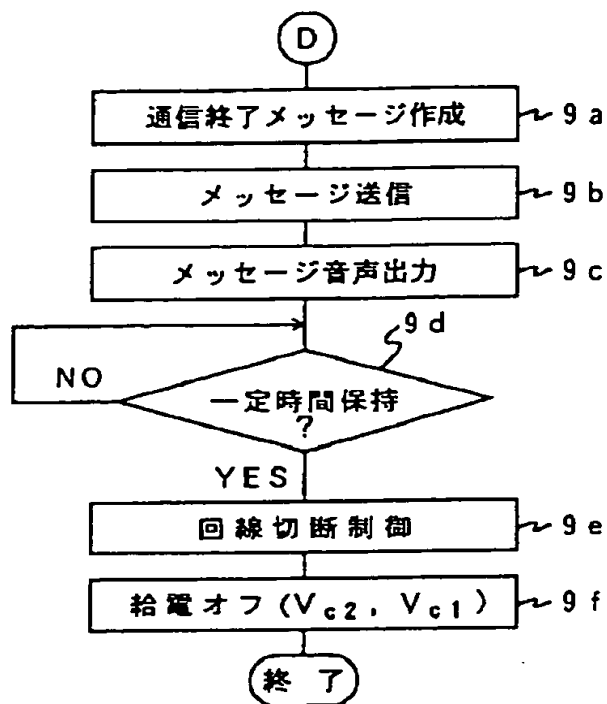 D
通信終了メッセージ作成 9a
メッセージ送信 9b
メッセージ音声出力 9c
9d
NO
一定時間保持
?
YES
回線切断制御 9e
給電オフ(Vc2, Vc1) 9f
終了